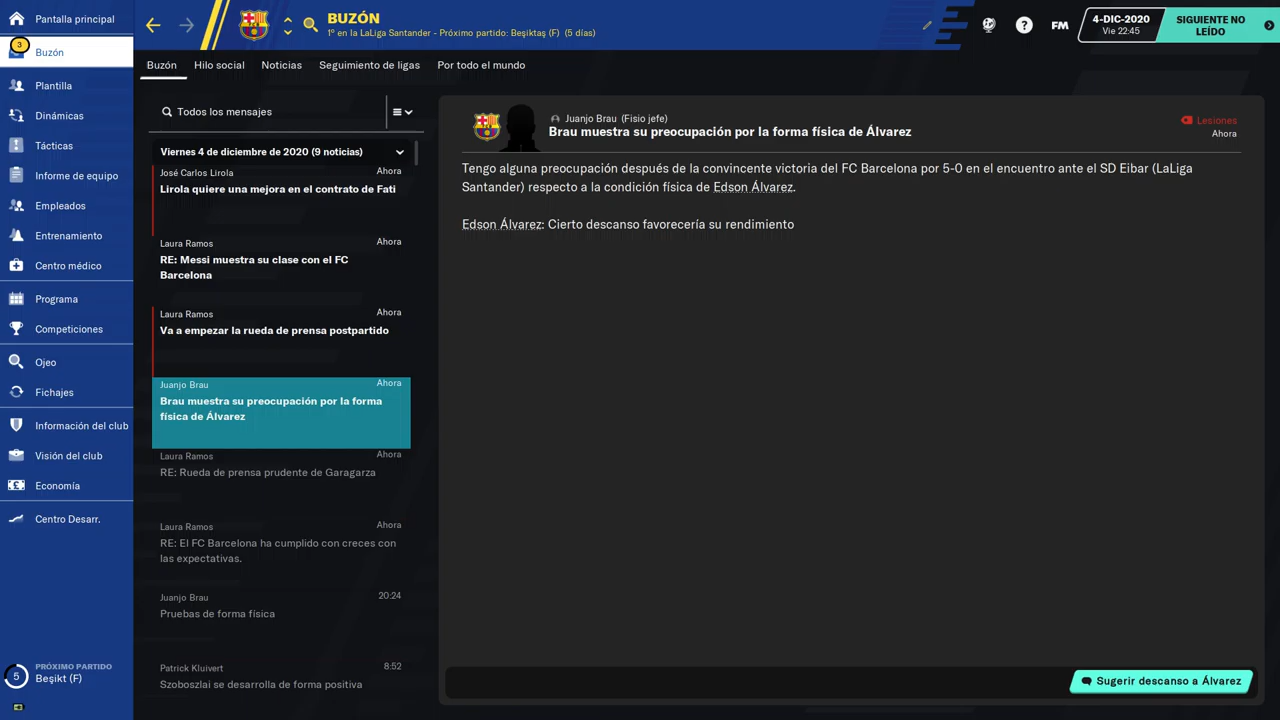 Pantalla principal
3
Buzón
Plantilla
Dinámicas
Tácticas
Informe de equipo
Empleados
Entrenamiento
Centro médico
Programa
Competiciones
Ojeo
Fichajes
Información del club
Visión del club
Economía
Centro Desarr.
5
PRÓXIMO PARTIDO
Beşikt (F)
BUZÓN
1º en la LaLiga Santander - Próximo partido: Beşiktaş (F) (5 días)
FM
4-DIC-2020
Vie 22:45
SIGUIENTE NO
LEÍDO
Buzón
Hilo social
Noticias
Seguimiento de ligas
Por todo el mundo
Todos los mensajes
Viernes 4 de diciembre de 2020 (9 noticias)
José Carlos Lirola
Ahora
Lirola quiere una mejora en el contrato de Fati
Laura Ramos
Ahora
RE: Messi muestra su clase con el FC
Barcelona
Laura Ramos
Ahora
Va a empezar la rueda de prensa postpartido
Juanjo Brau
Ahora
Brau muestra su preocupación por la forma
física de Álvarez
Laura Ramos
Ahora
RE: Rueda de prensa prudente de Garagarza
Laura Ramos
Ahora
RE: El FC Barcelona ha cumplido con creces con
las expectativas.
Juanjo Brau
20:24
Pruebas de forma física
Patrick Kluivert
8:52
Szoboszlai se desarrolla de forma positiva
Juanjo Brau (Fisio jefe)
Brau muestra su preocupación por la forma física de Álvarez
Lesiones
Ahora
Tengo alguna preocupación después de la convincente victoria del FC Barcelona por 5-0 en el encuentro ante el SD Eibar (LaLiga
Santander) respecto a la condición física de Edson Álvarez.
Edson Álvarez: Cierto descanso favorecería su rendimiento
Sugerir descanso a Álvarez